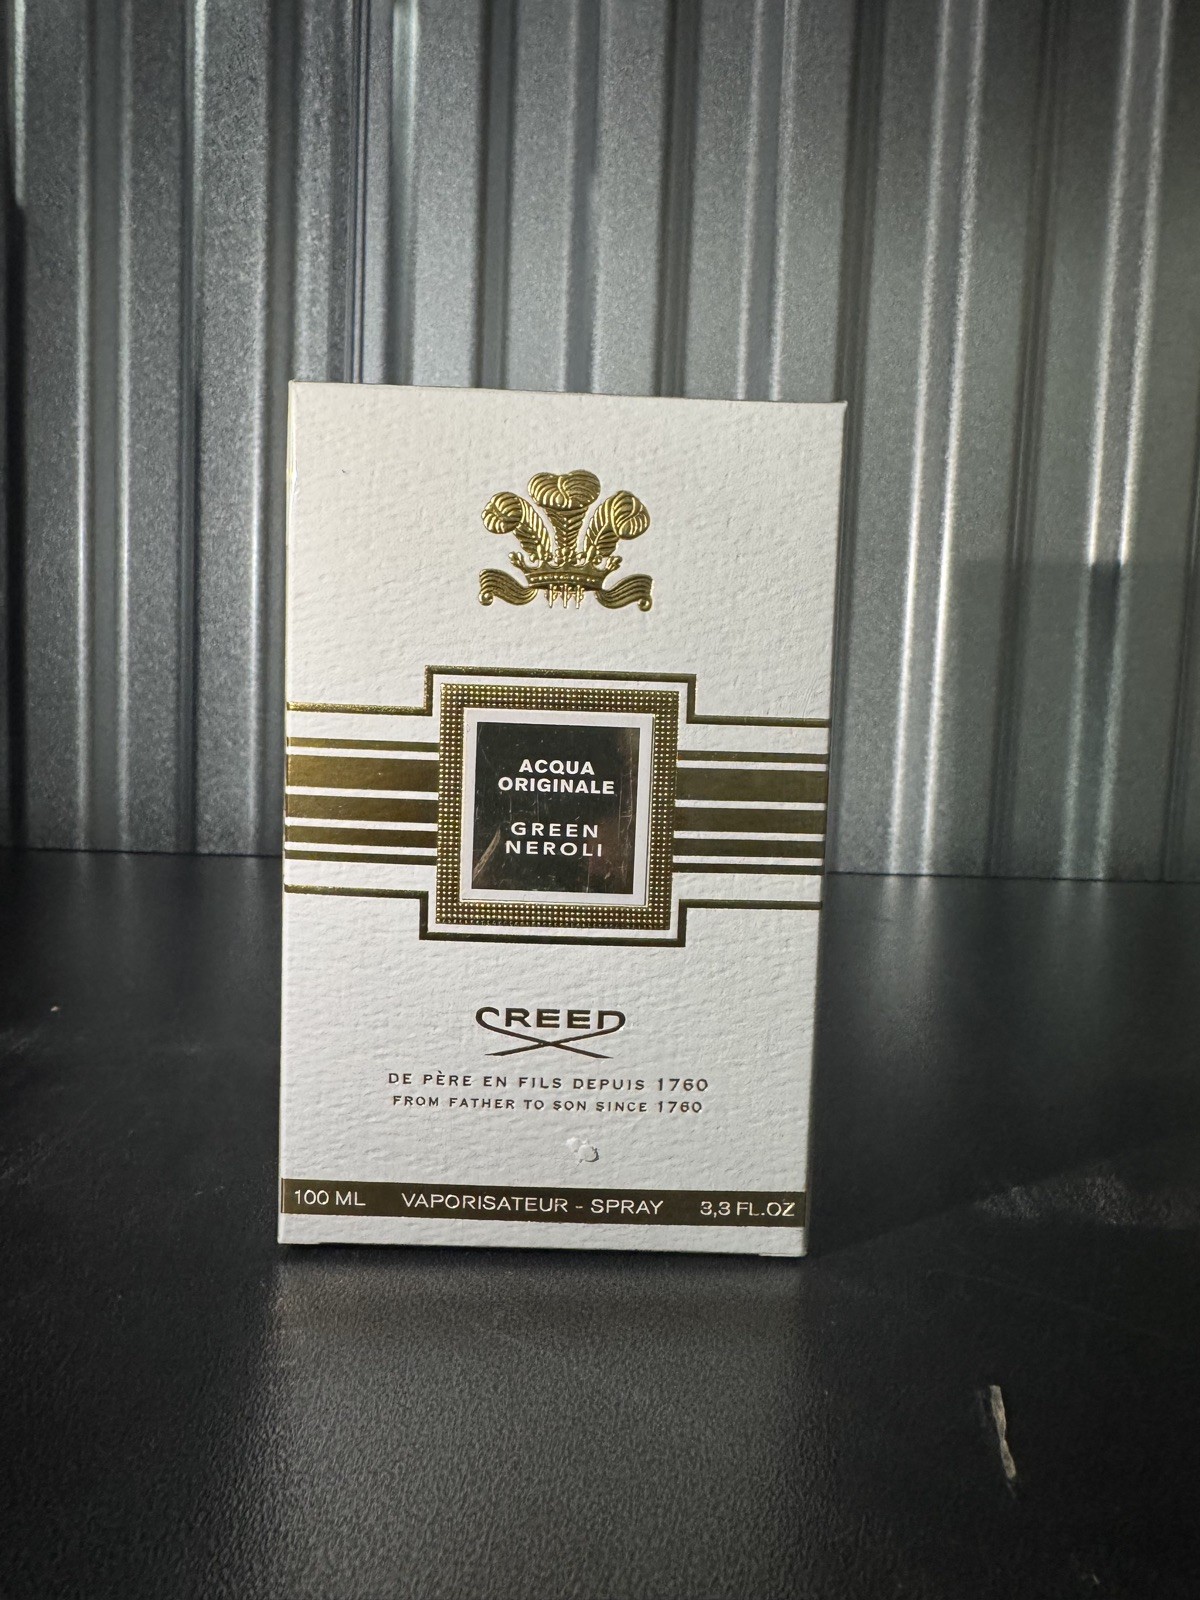 ACQUA
ORIGINALE
GREEN
NEROLI
CREED
DE PÈRE EN FILS DEPUIS 1760
FROM FATHER TO SON SINCE 1760
100 ML VAPORISATEUR - SPRAY 3,3 FL.OZ